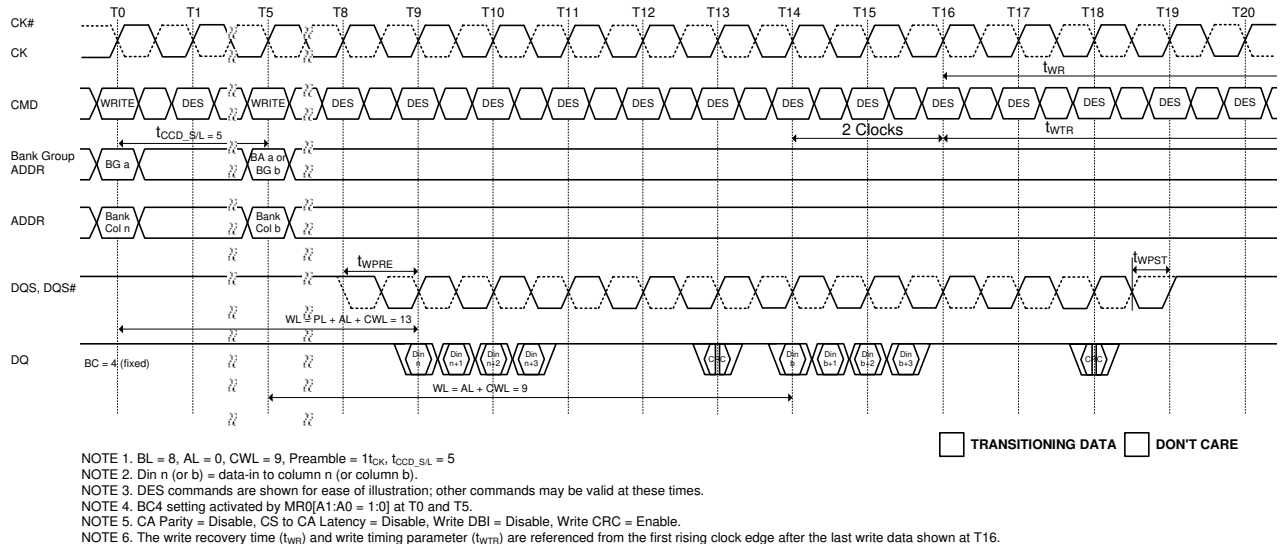 T0 T1 T5 T8 T9 T10 T11 T12 T13 T14 T15 T16 T17 T18 T19 T20
CK#
CK
tWR
CMD WRITE DES WRITE DES DES DES DES DES DES DES DES DES DES DES DES DES
tCCD_S/L = 5
2 Clocks
tWTR
Bank Group
ADDR
BG a
BA a or
BG b
ADDR
Bank
Col n
Bank
Col b
tWPRE
tWPST
DQS, DQS#
WL = PL + AL + CWL = 13
DQ
BC = 4 (fixed)
Din
n
Din
n+1
Din
n+2
Din
n+3
CRC
Din
b
Din
b+1
Din
b+2
Din
b+3
CRC
WL = AL + CWL = 9
TRANSITIONING DATA DON'T CARE
NOTE 1. BL = 8, AL = 0, CWL = 9, Preamble = 1tCK, tCCD_S/L = 5
NOTE 2. Din n (or b) = data-in to column n (or column b).
NOTE 3. DES commands are shown for ease of illustration; other commands may be valid at these times.
NOTE 4. BC4 setting activated by MR0[A1:A0 = 1:0] at T0 and T5.
NOTE 5. CA Parity = Disable, CS to CA Latency = Disable, Write DBI = Disable, Write CRC = Enable.
NOTE 6. The write recovery time (tWR) and write timing parameter (tWTR) are referenced from the first rising clock edge after the last write data shown at T16.